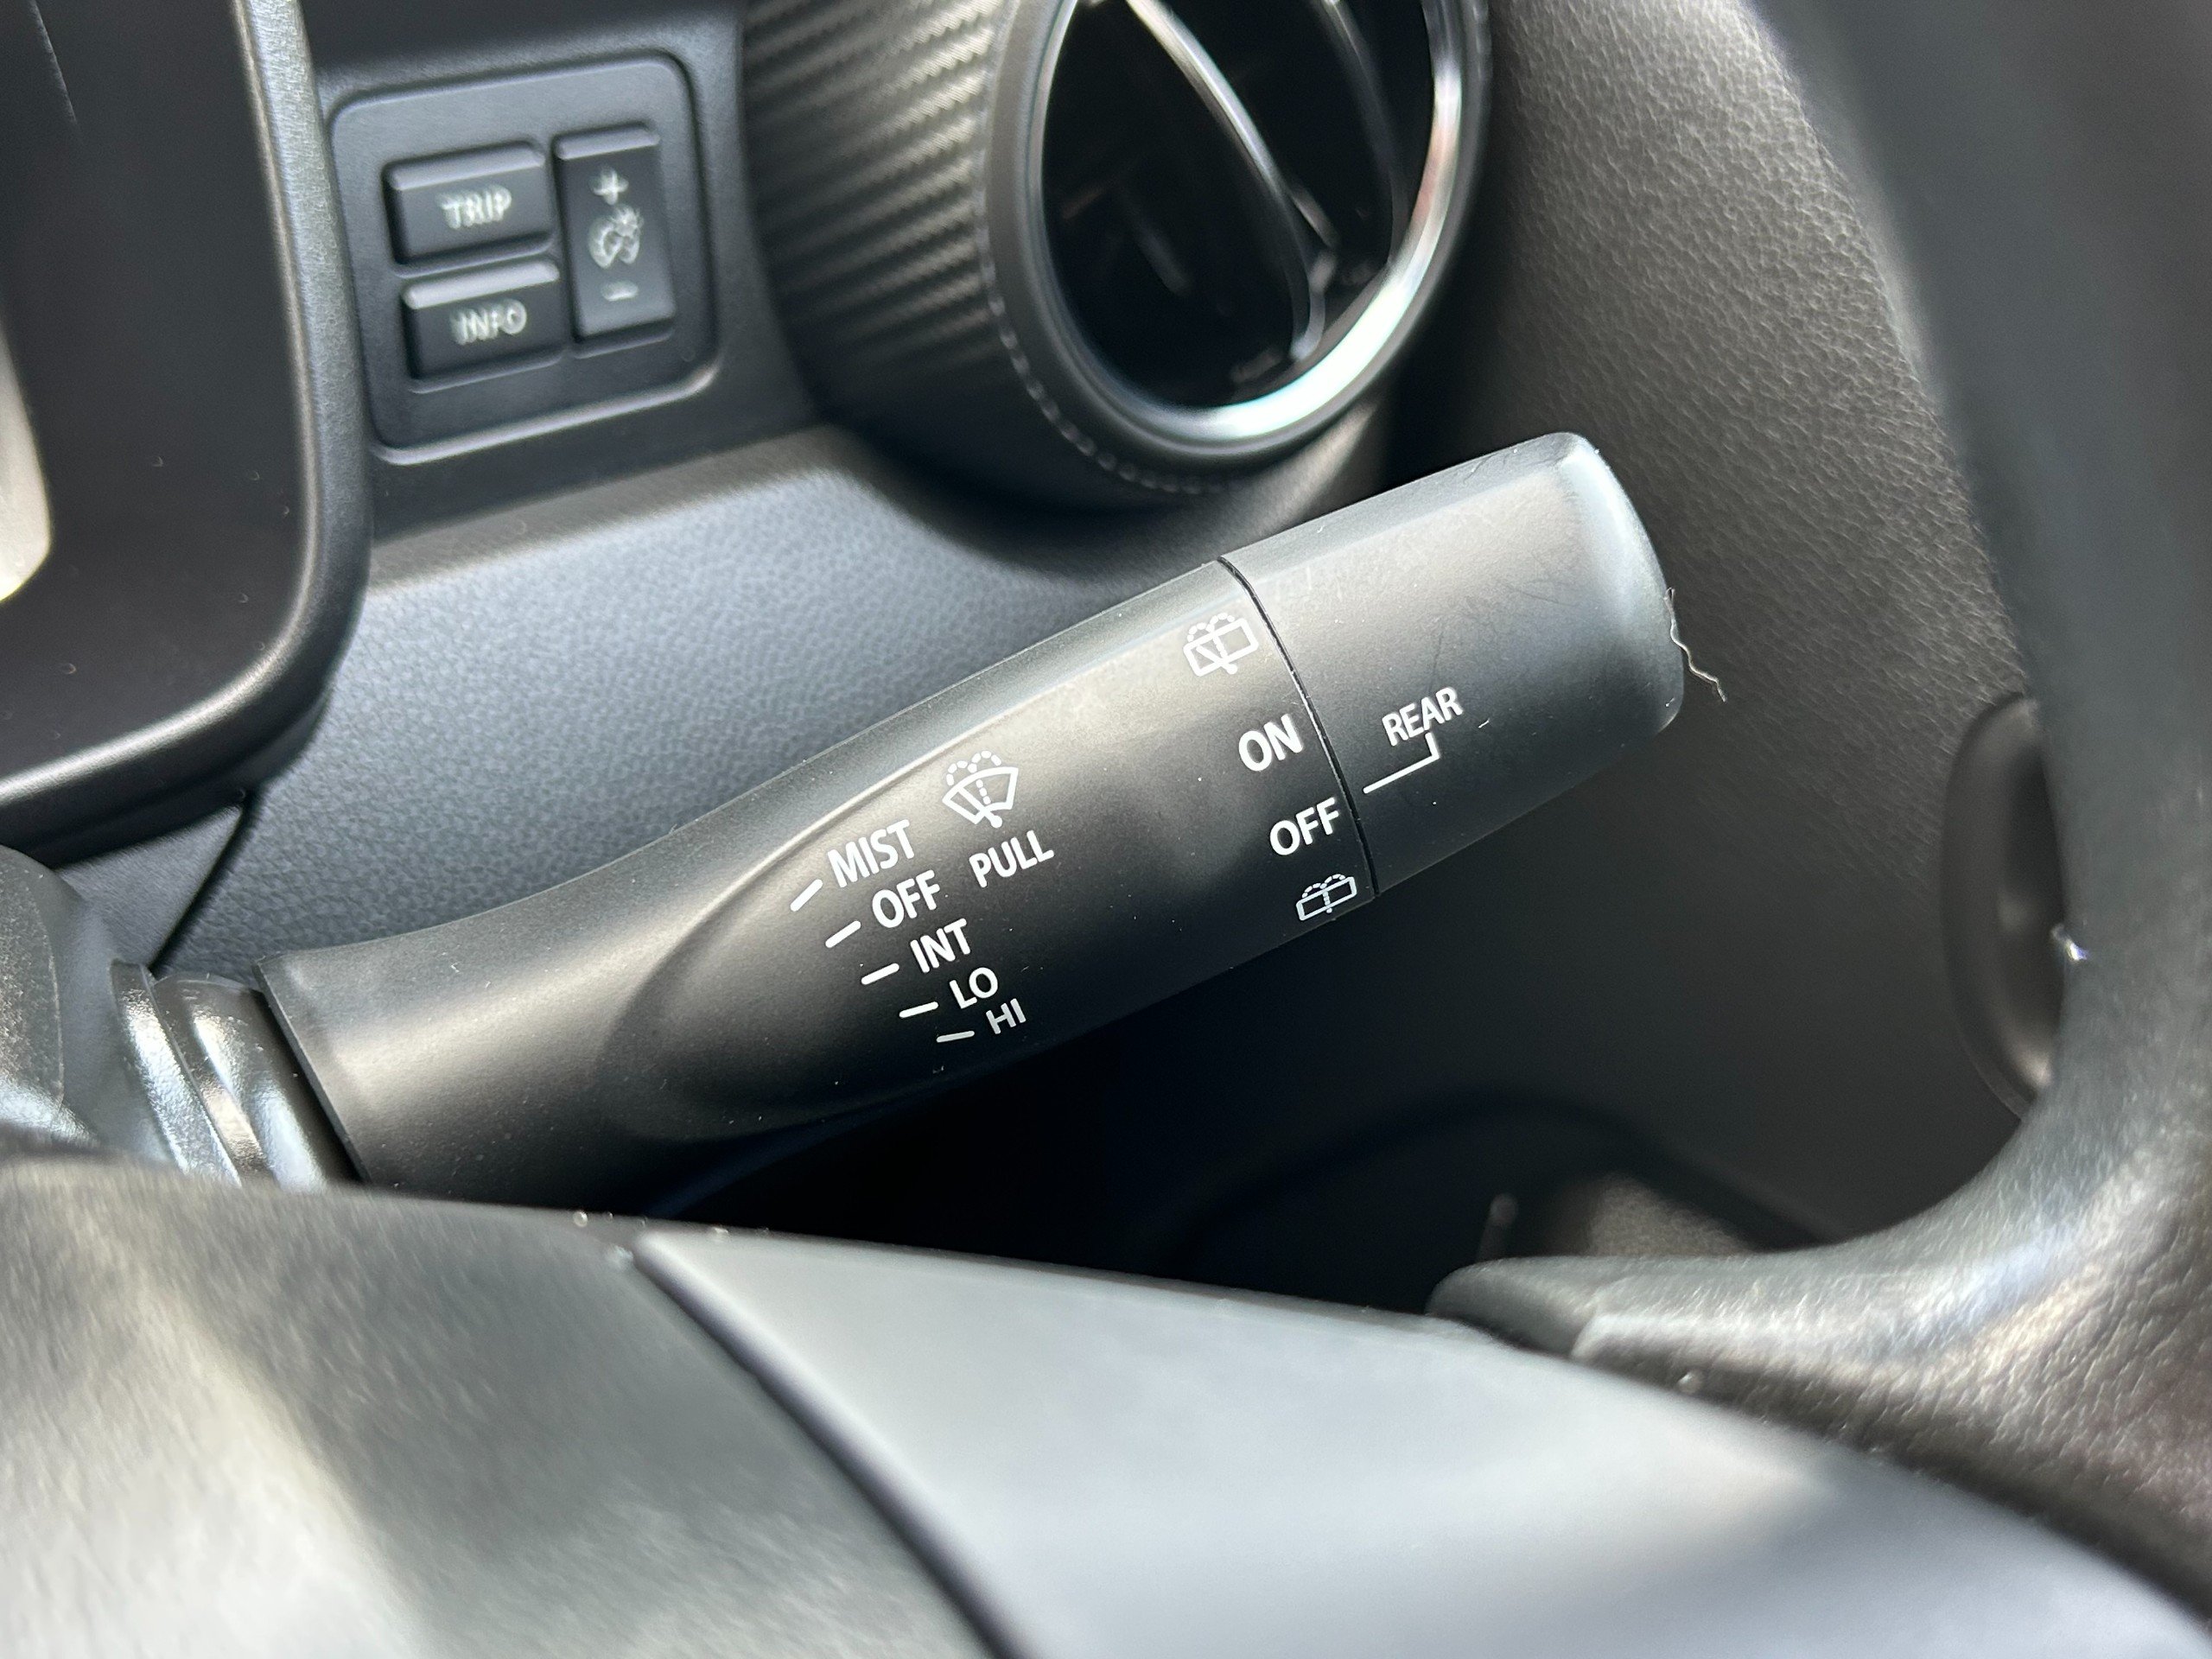 TRIP
INFO
+
-
MIST
OFF
INT
LO
HI
PULL
ON
OFF
REAR